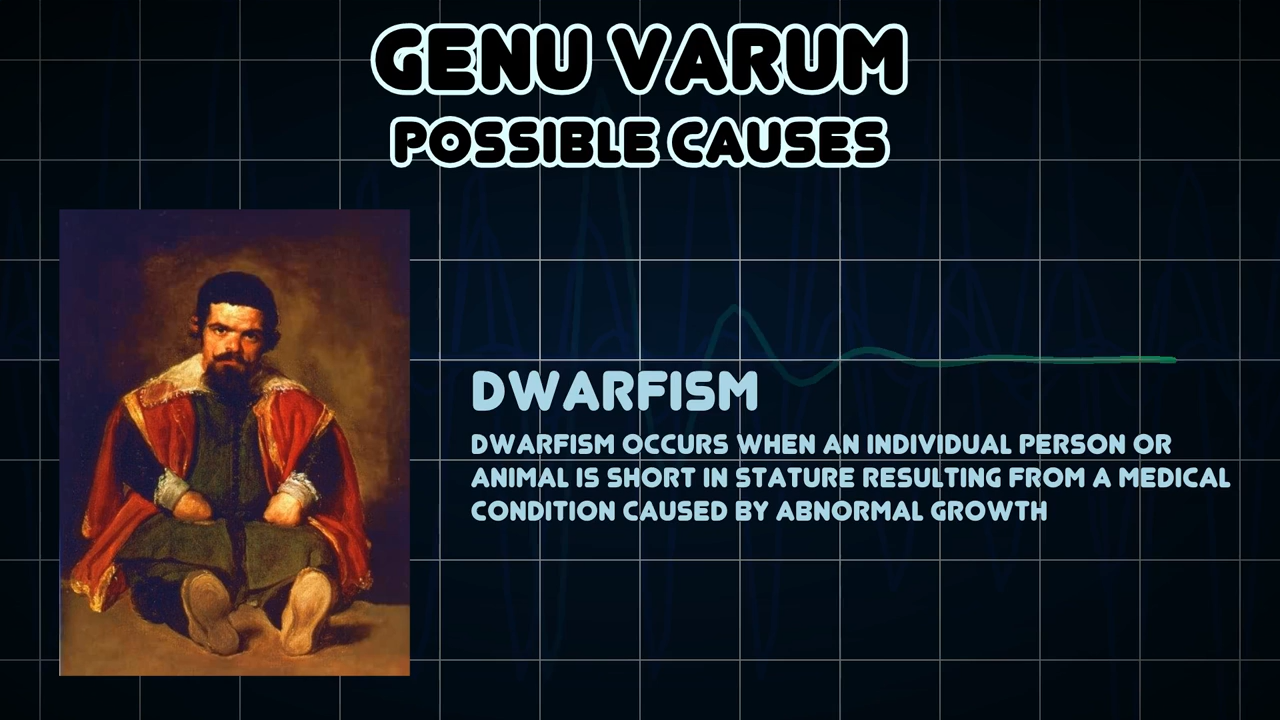 GENU VARUM
POSSIBLE CAUSES
DWARFISM
DWARFISM OCCURS WHEN AN INDIVIDUAL PERSON OR
ANIMAL IS SHORT IN STATURE RESULTING FROM A MEDICAL
CONDITION CAUSED BY ABNORMAL GROWTH